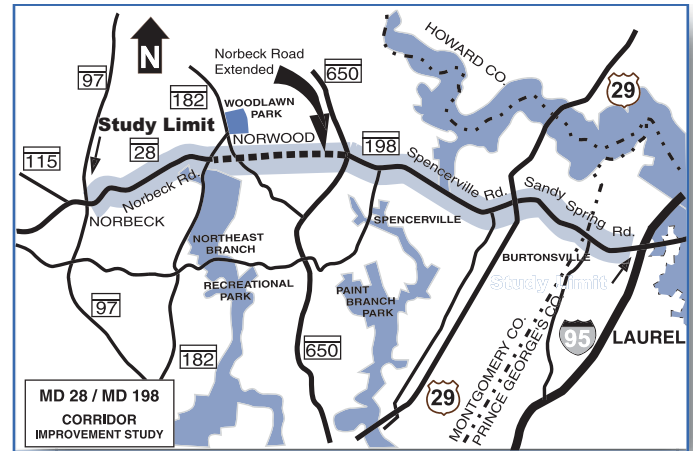 HOWARD CO.
N
Norbeck Road
Extended
97
182
650
29
WOODLAWN
PARK
Study Limit
NORWOOD
115
28
198
Norbeck Rd.
Spencerville Rd.
Sandy
Spring
Rd.
NORBECK
SPENCERVILLE
NORTHEAST
BRANCH
BURTONSVILLE
RECREATIONAL
PARK
PAINT
BRANCH
PARK
Study Limit
97
182
650
29
MONTGOMERY CO.
PRINCE GEORGE'S CO.
95
LAUREL
MD 28 / MD 198
CORRIDOR
IMPROVEMENT STUDY